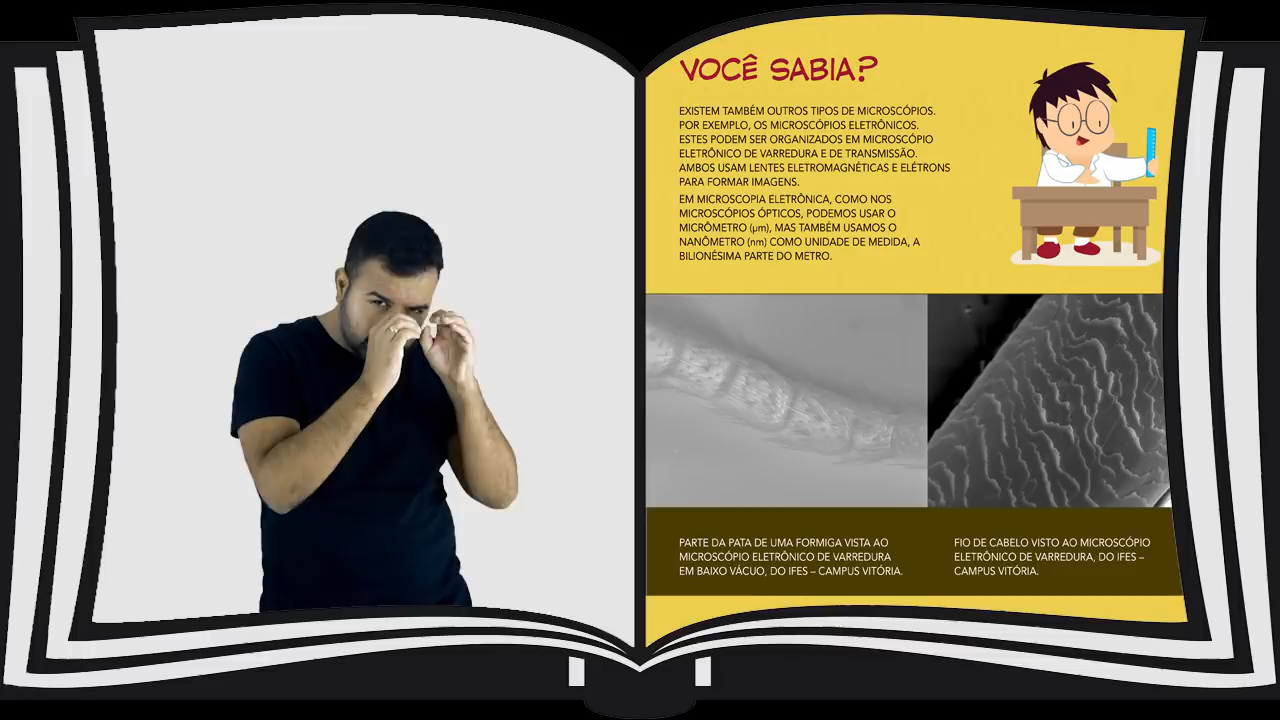 VOCÊ SABIA?
EXISTEM TAMBÉM OUTROS TIPOS DE MICROSCÓPIOS.
POR EXEMPLO, OS MICROSCÓPIOS ELETRÔNICOS.
ESTES PODEM SER ORGANIZADOS EM MICROSCÓPIO
ELETRÔNICO DE VARREDURA E DE TRANSMISSÃO.
AMBOS USAM LENTES ELETROMAGNÉTICAS E ELÉTRONS
PARA FORMAR IMAGENS.
EM MICROSCOPIA ELETRÔNICA, COMO NOS
MICROSCÓPIOS ÓPTICOS, PODEMOS USAR O
MICRÔMETRO (µm), MAS TAMBÉM USAMOS O
NANÔMETRO (nm) COMO UNIDADE DE MEDIDA, A
BILIONÉSIMA PARTE DO METRO.
PARTE DA PATA DE UMA FORMIGA VISTA AO
MICROSCÓPIO ELETRÔNICO DE VARREDURA
EM BAIXO VÁCUO, DO IFES – CAMPUS VITÓRIA.
FIO DE CABELO VISTO AO MICROSCÓPIO
ELETRÔNICO DE VARREDURA, DO IFES –
CAMPUS VITÓRIA.